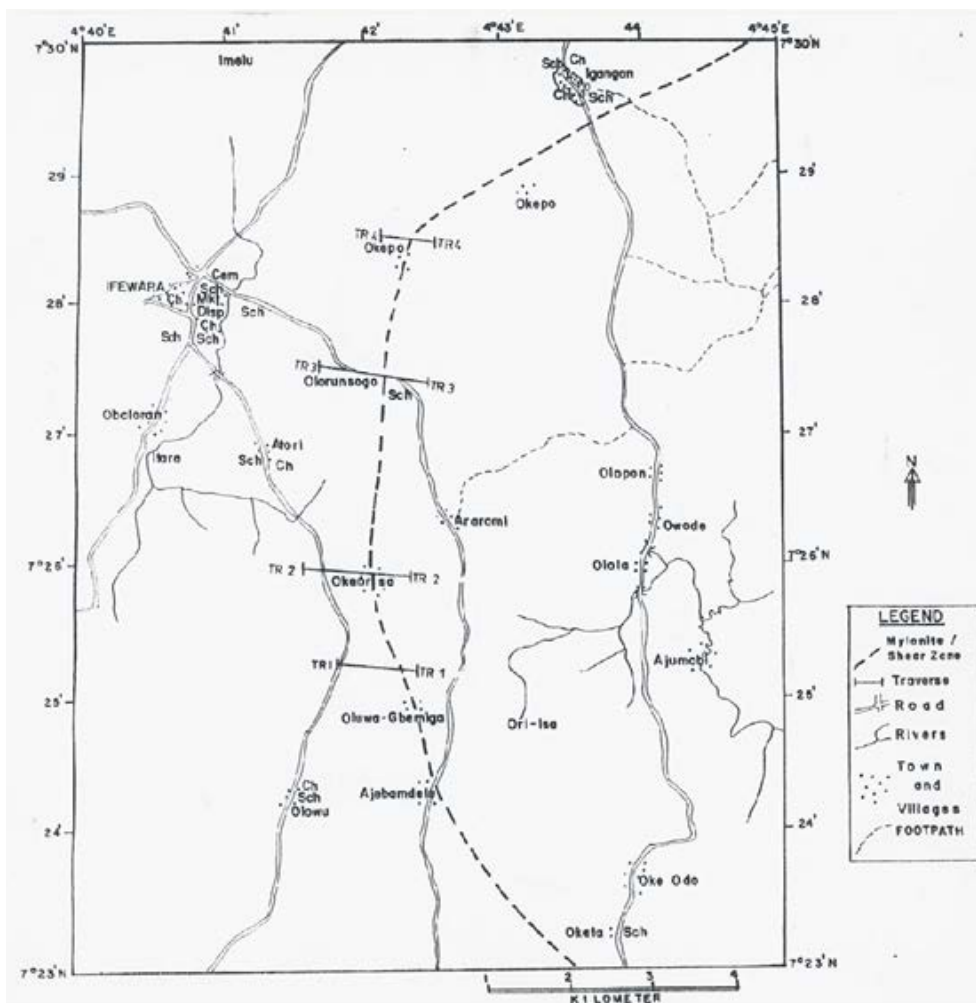 4°40'E
41'
42
4°43'E
44
4°45'E
7°30'N
7°30'N
Imelu
Sch Ch
Igangan
Ch Sch
29'
29'
Okepo
TR4
TR4
Okepo
Cem
IFEWARA
Sch
Ch
Mkt
Disp
Ch
Sch
Sch
Sch
28'
28'
TR3
TR3
Olorunsogo
Sch
Oboloran
27'
27'
Itare
Atori
Sch Ch
Olopon
Araromi
Owode
7°26'N
7°26'N
TR 2
TR 2
Okeorisa
Olola
Ajumobi
TR1
TR 1
25'
25'
Oluwa-Gbemiga
Ori-Isa
Ch
Sch
Olowu
Ajebamdele
24'
24'
Oke Odo
Oketa
Sch
7°23'N
7°23'N
N
LEGEND
Mylonite /
Shear Zone
Traverse
Road
Rivers
Town
and
Villages
FOOTPATH
1 2 3 4
KILOMETER